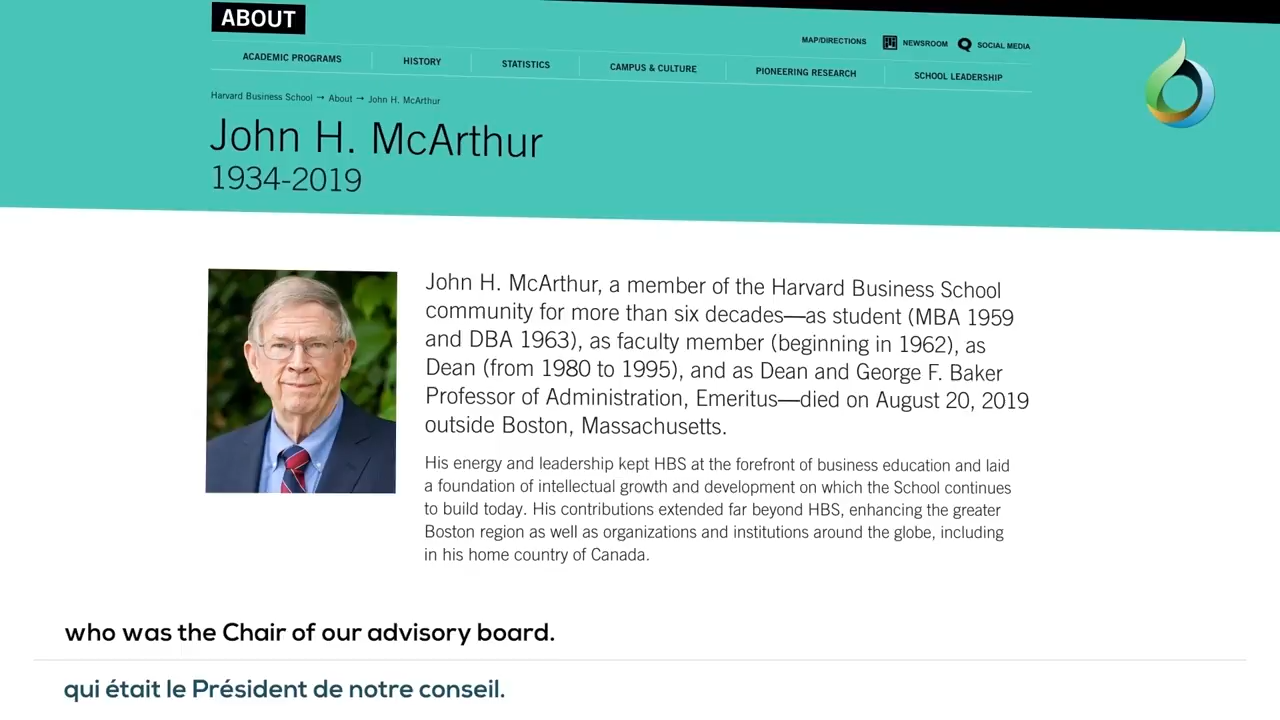 ABOUT
MAP/DIRECTIONS NEWSROOM SOCIAL MEDIA
ACADEMIC PROGRAMS HISTORY STATISTICS CAMPUS & CULTURE PIONEERING RESEARCH SCHOOL LEADERSHIP
Harvard Business School → About → John H. McArthur
John H. McArthur
1934-2019
John H. McArthur, a member of the Harvard Business School
community for more than six decades—as student (MBA 1959
and DBA 1963), as faculty member (beginning in 1962), as
Dean (from 1980 to 1995), and as Dean and George F. Baker
Professor of Administration, Emeritus—died on August 20, 2019
outside Boston, Massachusetts.
His energy and leadership kept HBS at the forefront of business education and laid
a foundation of intellectual growth and development on which the School continues
to build today. His contributions extended far beyond HBS, enhancing the greater
Boston region as well as organizations and institutions around the globe, including
in his home country of Canada.
who was the Chair of our advisory board.
qui était le Président de notre conseil.